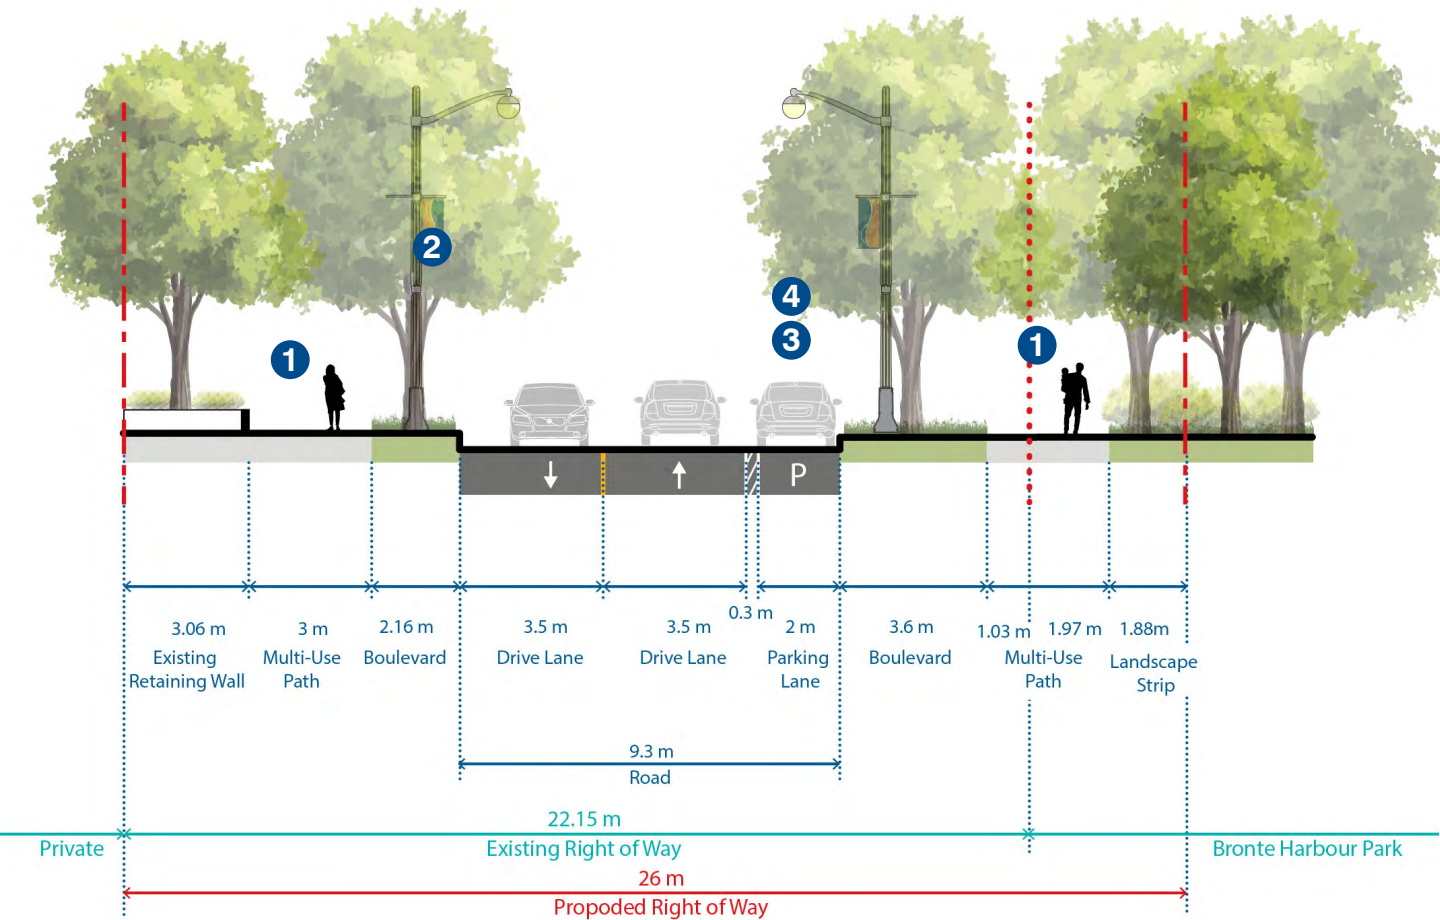 2
4
3
1
1
P
3.06 m
Existing
Retaining Wall
3 m
Multi-Use
Path
2.16 m
Boulevard
3.5 m
Drive Lane
3.5 m
Drive Lane
0.3 m
2 m
Parking
Lane
3.6 m
Boulevard
1.03 m
1.97 m
Multi-Use
Path
1.88m
Landscape
Strip
9.3 m
Road
22.15 m
Private
Existing Right of Way
Bronte Harbour Park
26 m
Propoded Right of Way